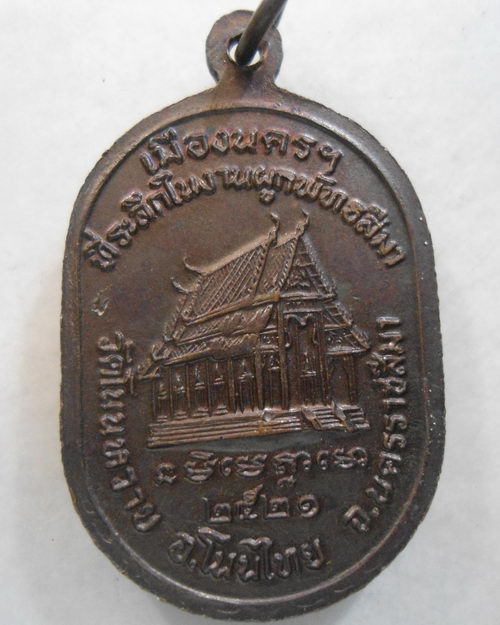 เมืองนครฯ
ที่ระลึกในงานผูกพัทธสีมา
๒๕๒๑
วัดโนนหวาย อ.โนนไทย จ.นครราชสีมา